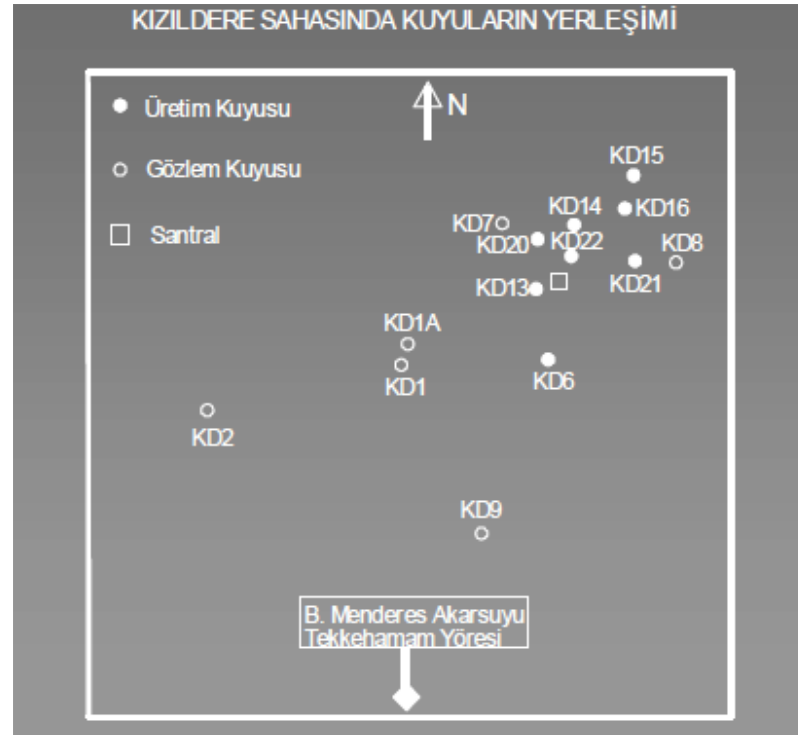 KIZILDERE SAHASINDA KUYULARIN YERLEŞİMİ
N
Üretim Kuyusu
Gözlem Kuyusu
Santral
KD15
KD14
KD16
KD7
KD20
KD22
KD8
KD13
KD21
KD1A
KD1
KD6
KD2
KD9
B. Menderes Akarsuyu
Tekkehamam Yöresi